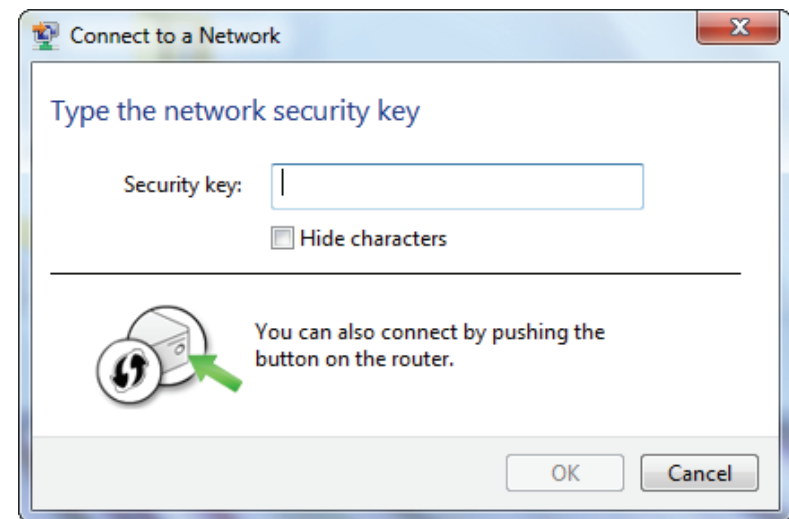 Connect to a Network
Type the network security key
Security key:
Hide characters
You can also connect by pushing the
button on the router.
OK
Cancel